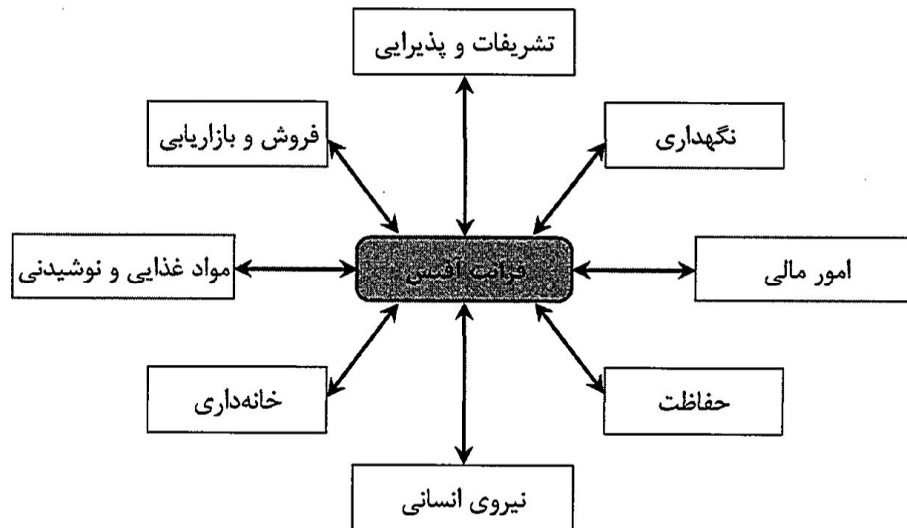 تشریفات و پذیرایی
نگهداری
فروش و بازاریابی
امور مالی
فرانت آفیس
مواد غذایی و نوشیدنی
حفاظت
خانه‌داری
نیروی انسانی